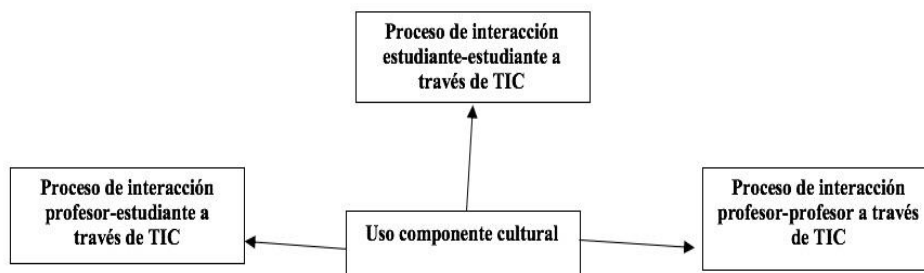 Proceso de interacción
estudiante-estudiante a
través de TIC
Proceso de interacción
profesor-estudiante a
través de TIC
Uso componente cultural
Proceso de interacción
profesor-profesor a través
de TIC